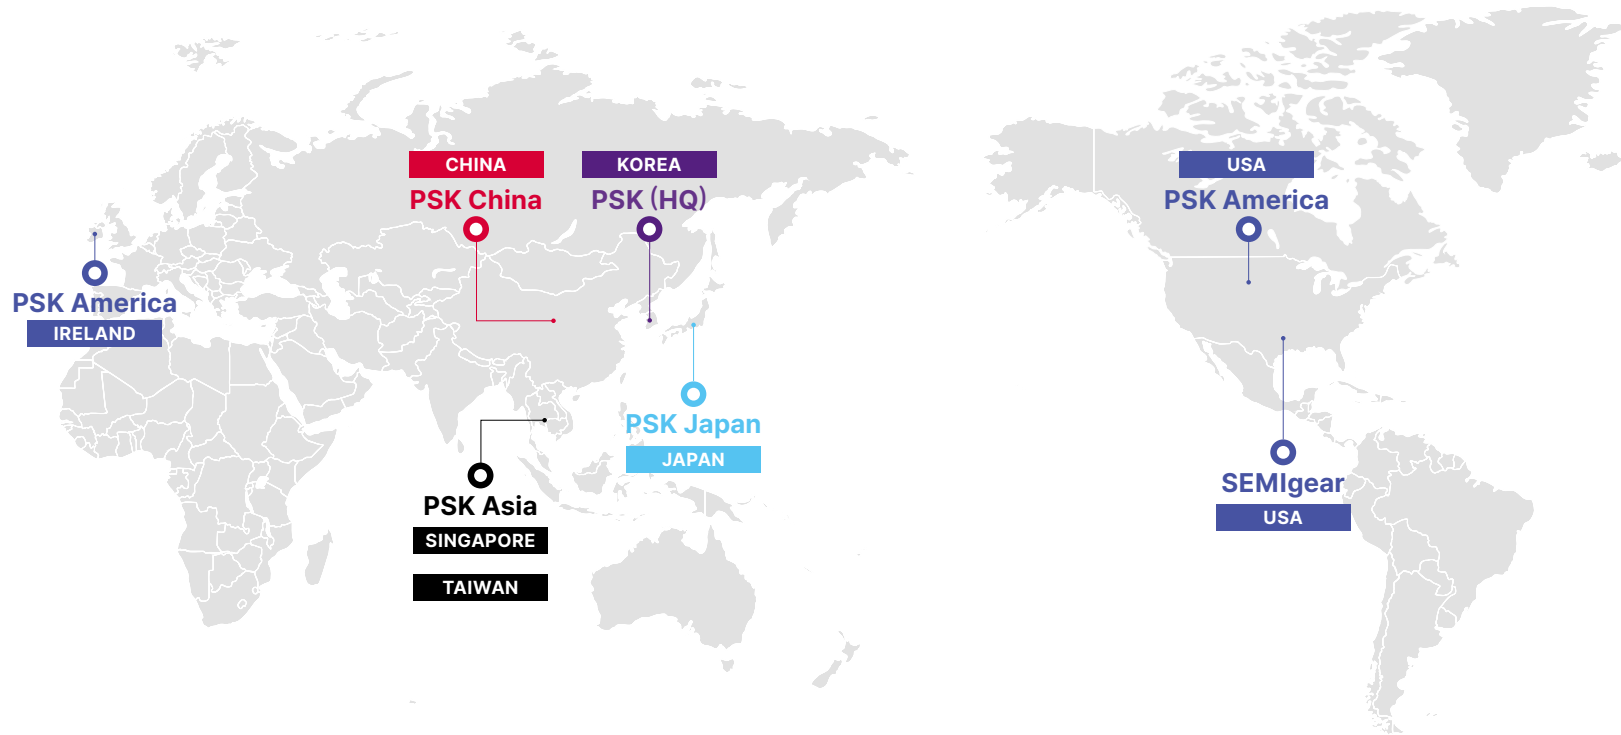 CHINA
PSK China
KOREA
PSK (HQ)
USA
PSK America
PSK America
IRELAND
PSK Japan
JAPAN
PSK Asia
SINGAPORE
TAIWAN
SEMIgear
USA